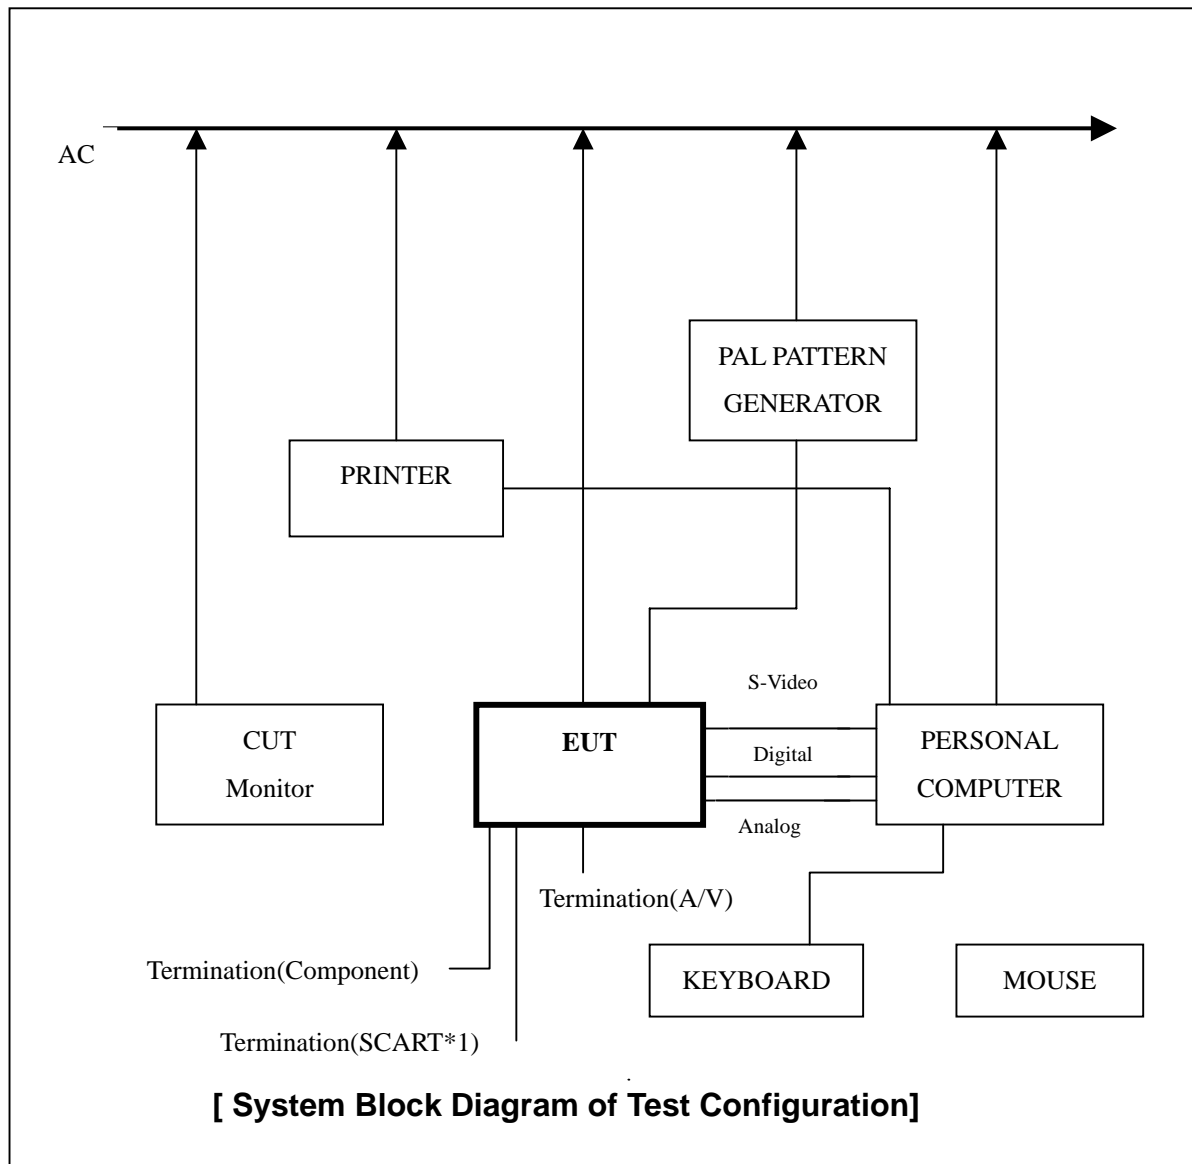 AC
PAL PATTERN
GENERATOR
PRINTER
S-Video
CUT
Monitor
EUT
Digital
PERSONAL
COMPUTER
Analog
Termination(A/V)
Termination(Component)
KEYBOARD
MOUSE
Termination(SCART*1)
[ System Block Diagram of Test Configuration]